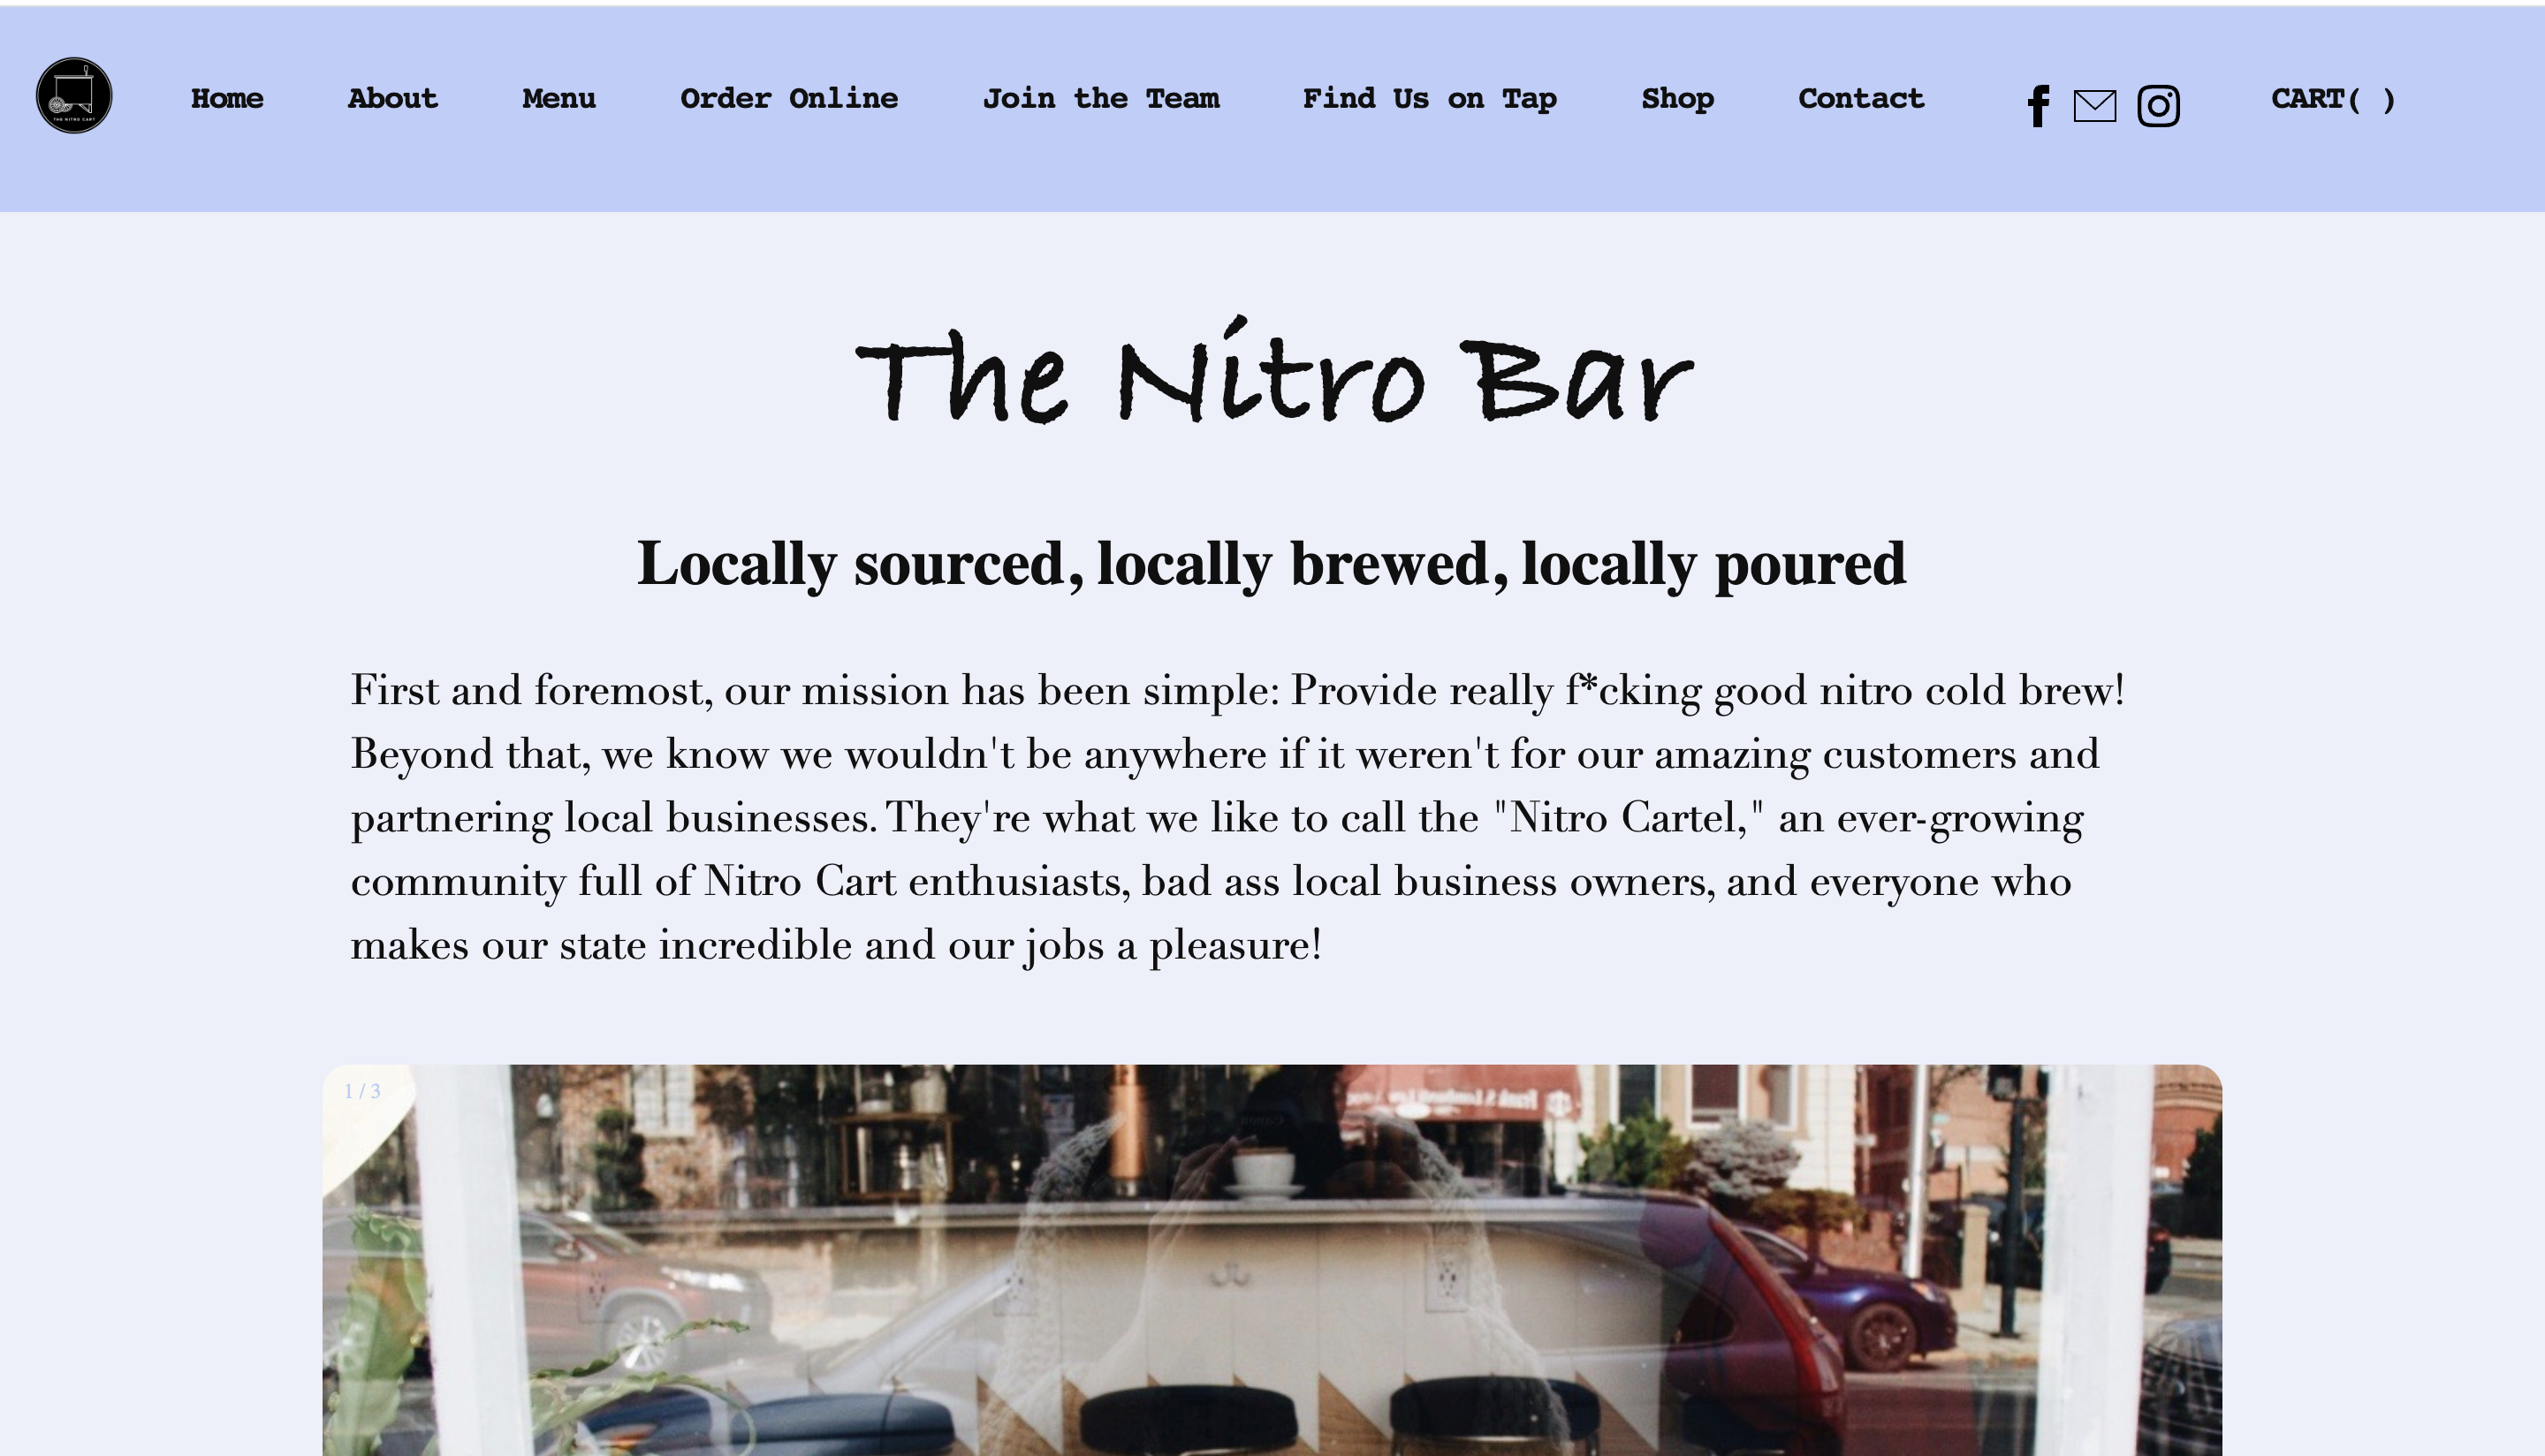 THE NITRO CART
Home About Menu Order Online Join the Team Find Us on Tap Shop Contact CART( )
The Nitro Bar
Locally sourced, locally brewed, locally poured
First and foremost, our mission has been simple: Provide really f*cking good nitro cold brew!
Beyond that, we know we wouldn't be anywhere if it weren't for our amazing customers and
partnering local businesses. They're what we like to call the "Nitro Cartel," an ever-growing
community full of Nitro Cart enthusiasts, bad ass local business owners, and everyone who
makes our state incredible and our jobs a pleasure!
1 / 3